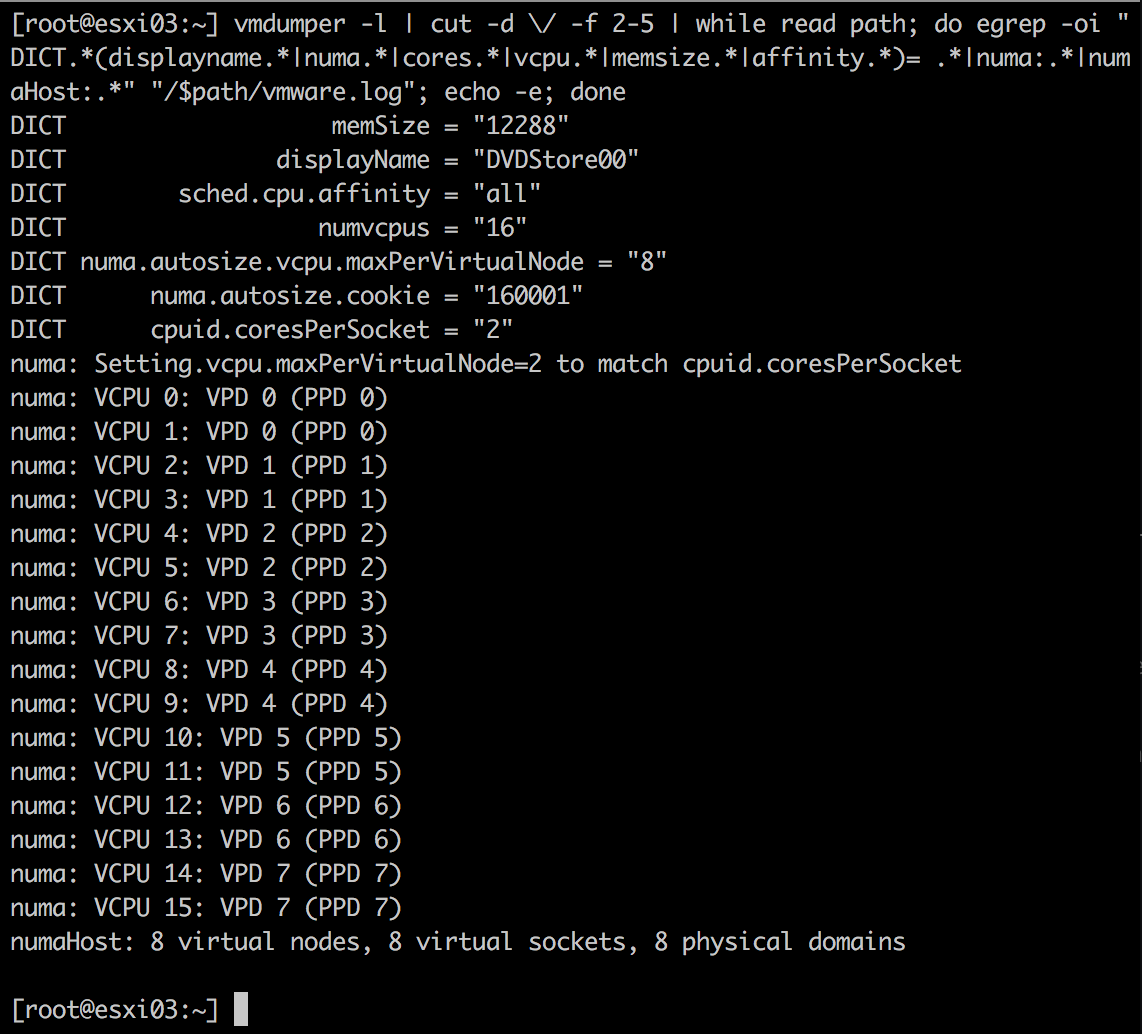 [root@esxi03:~] vmdumper -l | cut -d \/ -f 2-5 | while read path; do egrep -oi "
DICT.*(displayname.*|numa.*|cores.*|vcpu.*|memsize.*|affinity.*)= .*|numa:.*|num
aHost:.*" "/$path/vmware.log"; echo -e; done
DICT                   memSize = "12288"
DICT               displayName = "DVDStore00"
DICT        sched.cpu.affinity = "all"
DICT                  numvcpus = "16"
DICT numa.autosize.vcpu.maxPerVirtualNode = "8"
DICT      numa.autosize.cookie = "160001"
DICT      cpuid.coresPerSocket = "2"
numa: Setting.vcpu.maxPerVirtualNode=2 to match cpuid.coresPerSocket
numa: VCPU 0: VPD 0 (PPD 0)
numa: VCPU 1: VPD 0 (PPD 0)
numa: VCPU 2: VPD 1 (PPD 1)
numa: VCPU 3: VPD 1 (PPD 1)
numa: VCPU 4: VPD 2 (PPD 2)
numa: VCPU 5: VPD 2 (PPD 2)
numa: VCPU 6: VPD 3 (PPD 3)
numa: VCPU 7: VPD 3 (PPD 3)
numa: VCPU 8: VPD 4 (PPD 4)
numa: VCPU 9: VPD 4 (PPD 4)
numa: VCPU 10: VPD 5 (PPD 5)
numa: VCPU 11: VPD 5 (PPD 5)
numa: VCPU 12: VPD 6 (PPD 6)
numa: VCPU 13: VPD 6 (PPD 6)
numa: VCPU 14: VPD 7 (PPD 7)
numa: VCPU 15: VPD 7 (PPD 7)
numaHost: 8 virtual nodes, 8 virtual sockets, 8 physical domains
[root@esxi03:~]